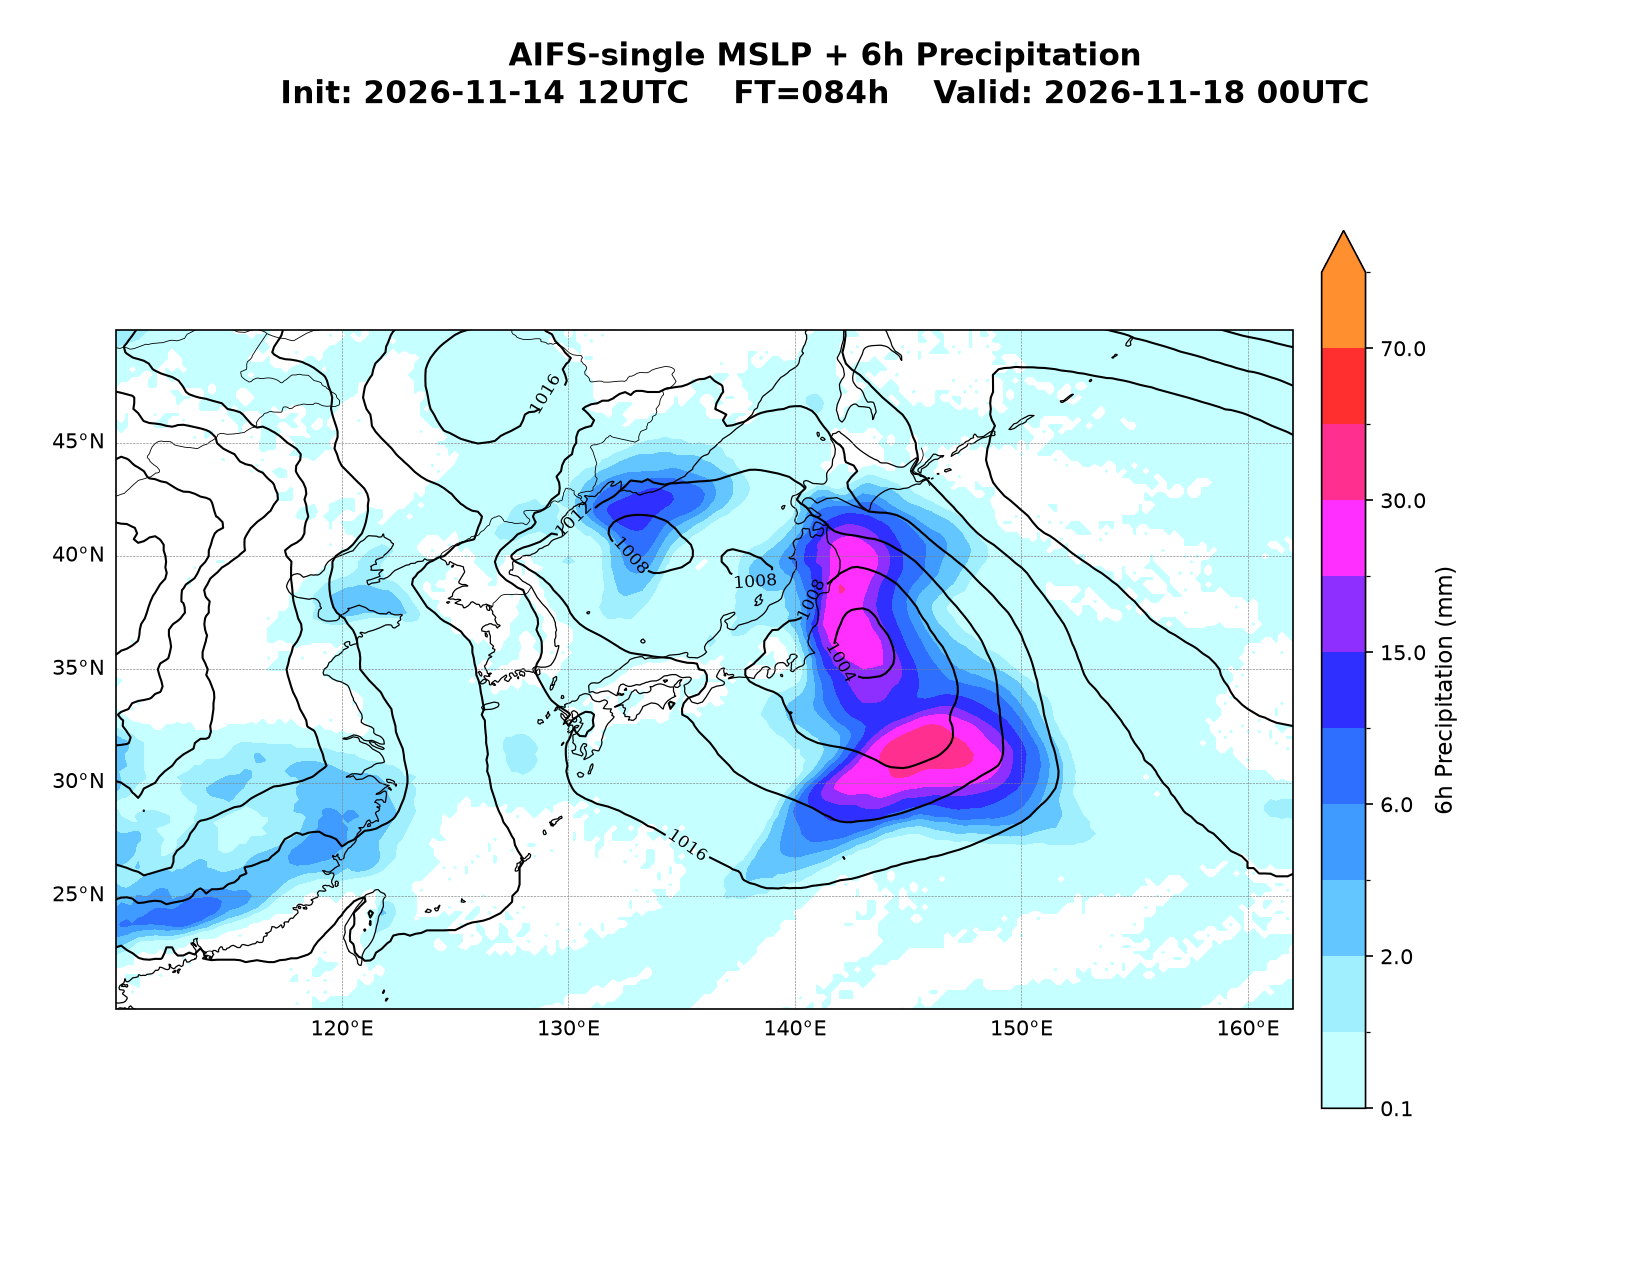 AIFS-single MSLP + 6h Precipitation
Init: 2026-11-14 12UTC    FT=084h    Valid: 2026-11-18 00UTC
1016
1012
1008
1008
1008
1004
1016
45°N
40°N
35°N
30°N
25°N
120°E
130°E
140°E
150°E
160°E
70.0
30.0
15.0
6.0
2.0
0.1
6h Precipitation (mm)